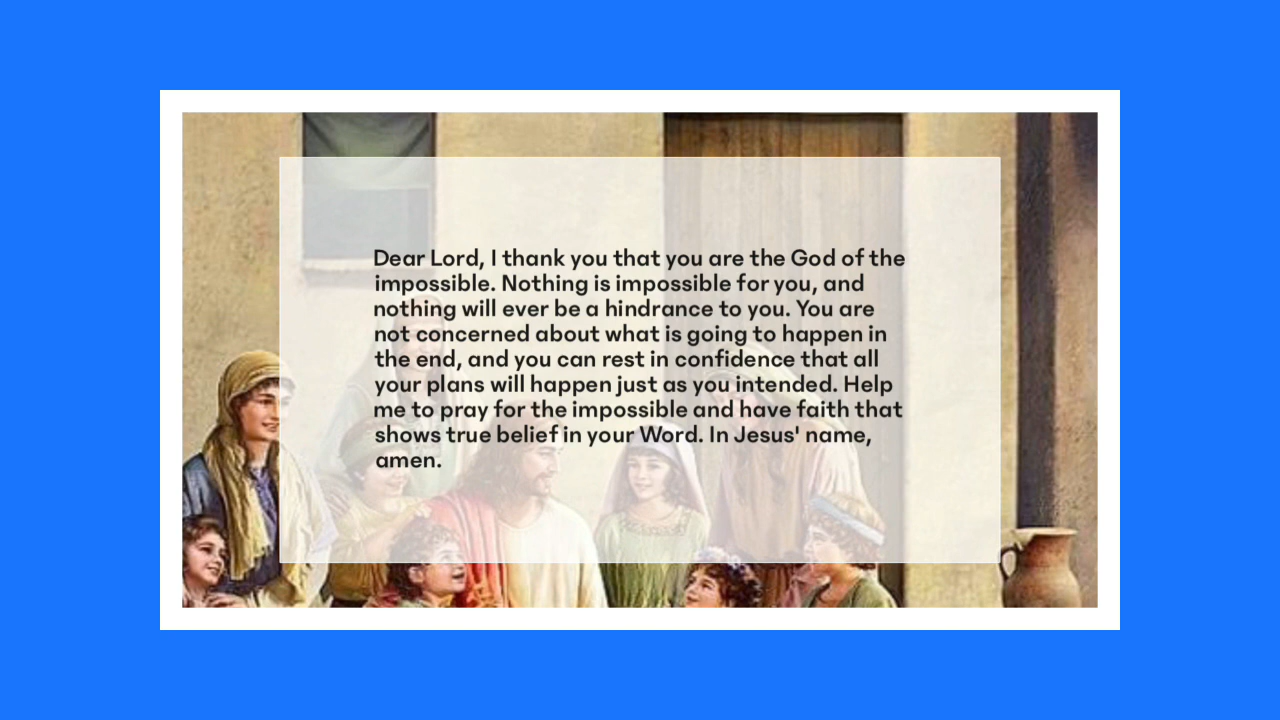 Dear Lord, I thank you that you are the God of the
impossible. Nothing is impossible for you, and
nothing will ever be a hindrance to you. You are
not concerned about what is going to happen in
the end, and you can rest in confidence that all
your plans will happen just as you intended. Help
me to pray for the impossible and have faith that
shows true belief in your Word. In Jesus' name,
amen.